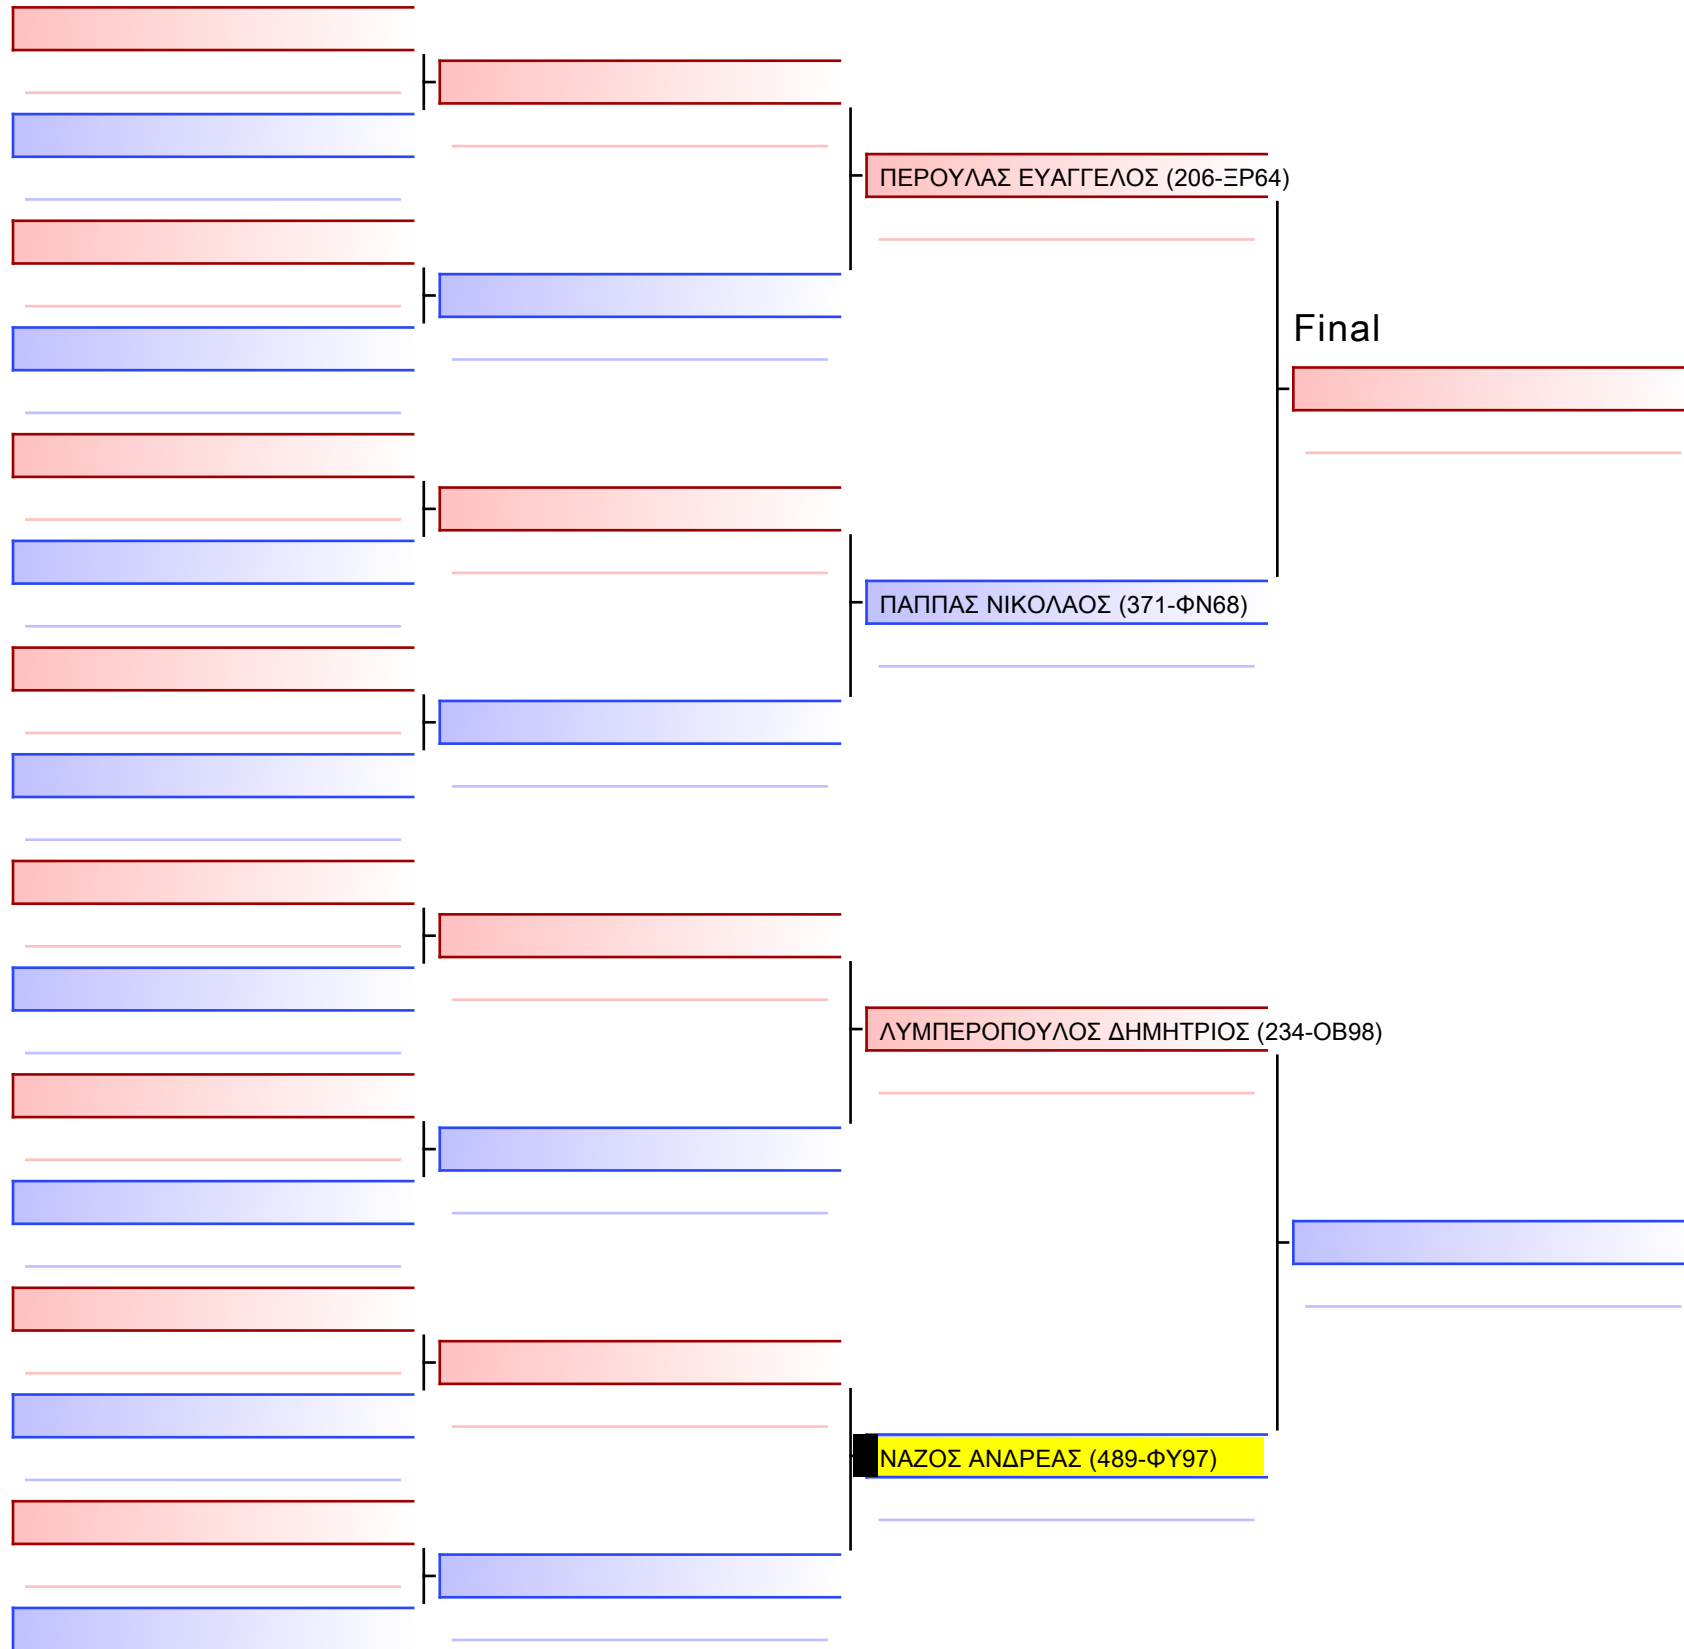 ΠΕΡΟΥΛΑΣ ΕΥΑΓΓΕΛΟΣ (206-ΞΡ64)
Final
ΠΑΠΠΑΣ ΝΙΚΟΛΑΟΣ (371-ΦΝ68)
ΛΥΜΠΕΡΟΠΟΥΛΟΣ ΔΗΜΗΤΡΙΟΣ (234-ΟΒ98)
ΝΑΖΟΣ ΑΝΔΡΕΑΣ (489-ΦΥ97)